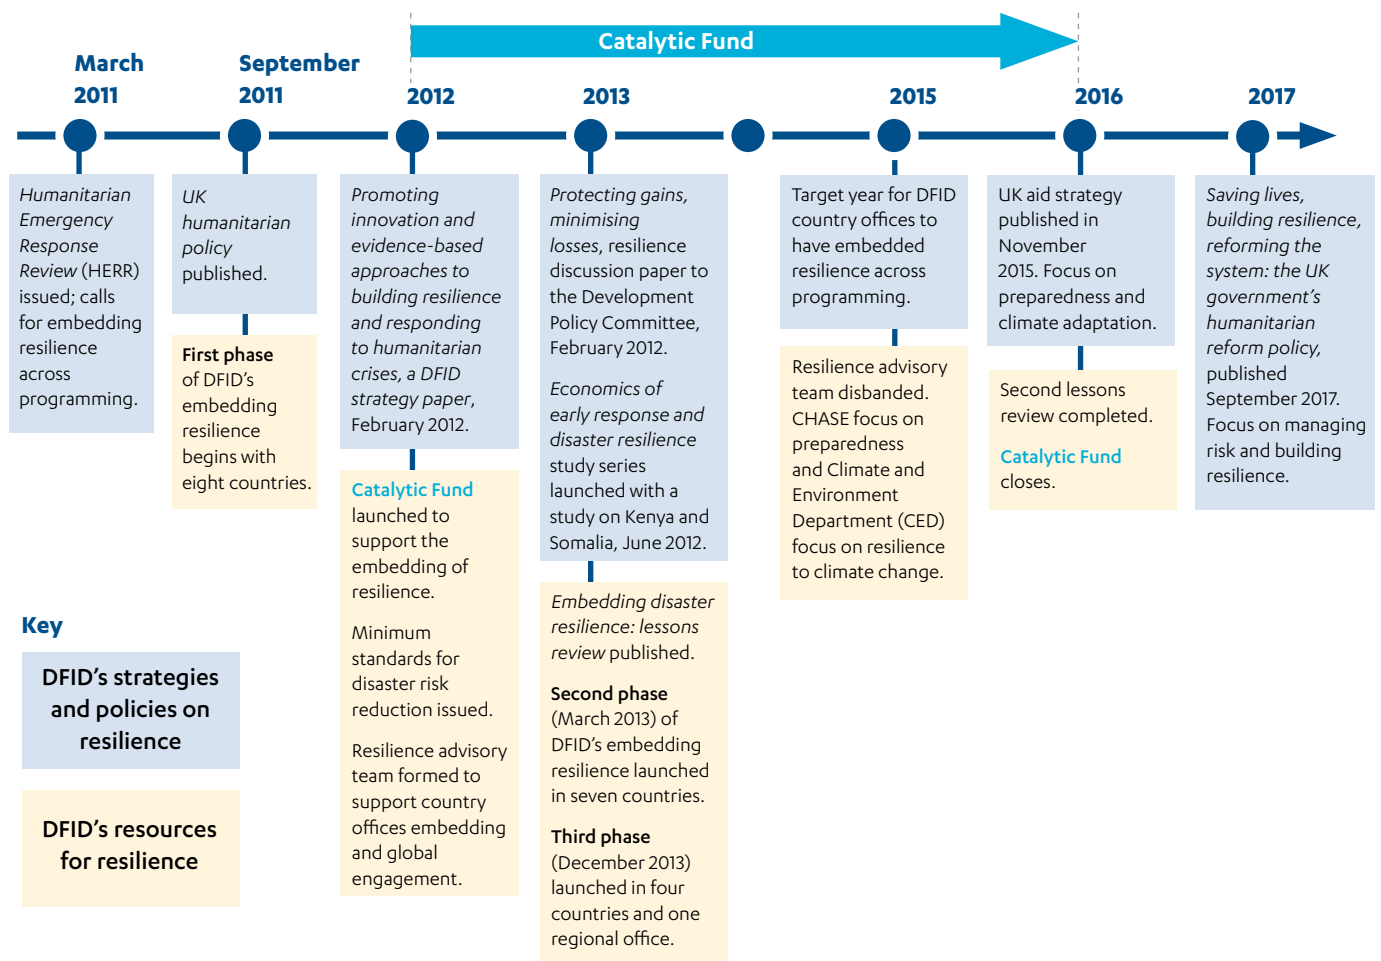 Catalytic Fund
March
2011
September
2011
2012
2013
2015
2016
2017
Humanitarian
Emergency
Response
Review (HERR)
issued; calls
for embedding
resilience
across
programming.
UK
humanitarian
policy
published.
First phase
of DFID’s
embedding
resilience
begins with
eight countries.
Promoting
innovation and
evidence-based
approaches to
building resilience
and responding
to humanitarian
crises, a DFID
strategy paper,
February 2012.
Catalytic Fund
launched to
support the
embedding of
resilience.
Minimum
standards for
disaster risk
reduction issued.
Resilience advisory
team formed to
support country
offices embedding
and global
engagement.
Protecting gains,
minimising
losses, resilience
discussion paper to
the Development
Policy Committee,
February 2012.
Economics of
early response and
disaster resilience
study series
launched with a
study on Kenya and
Somalia, June 2012.
Embedding disaster
resilience: lessons
review published.
Second phase
(March 2013) of
DFID’s embedding
resilience launched
in seven countries.
Third phase
(December 2013)
launched in four
countries and one
regional office.
Target year for DFID
country offices to
have embedded
resilience across
programming.
Resilience advisory
team disbanded.
CHASE focus on
preparedness
and Climate and
Environment
Department (CED)
focus on resilience
to climate change.
UK aid strategy
published in
November
2015. Focus on
preparedness and
climate adaptation.
Second lessons
review completed.
Catalytic Fund
closes.
Saving lives,
building resilience,
reforming the
system: the UK
government’s
humanitarian
reform policy,
published
September 2017.
Focus on managing
risk and building
resilience.
Key
DFID’s strategies
and policies on
resilience
DFID’s resources
for resilience